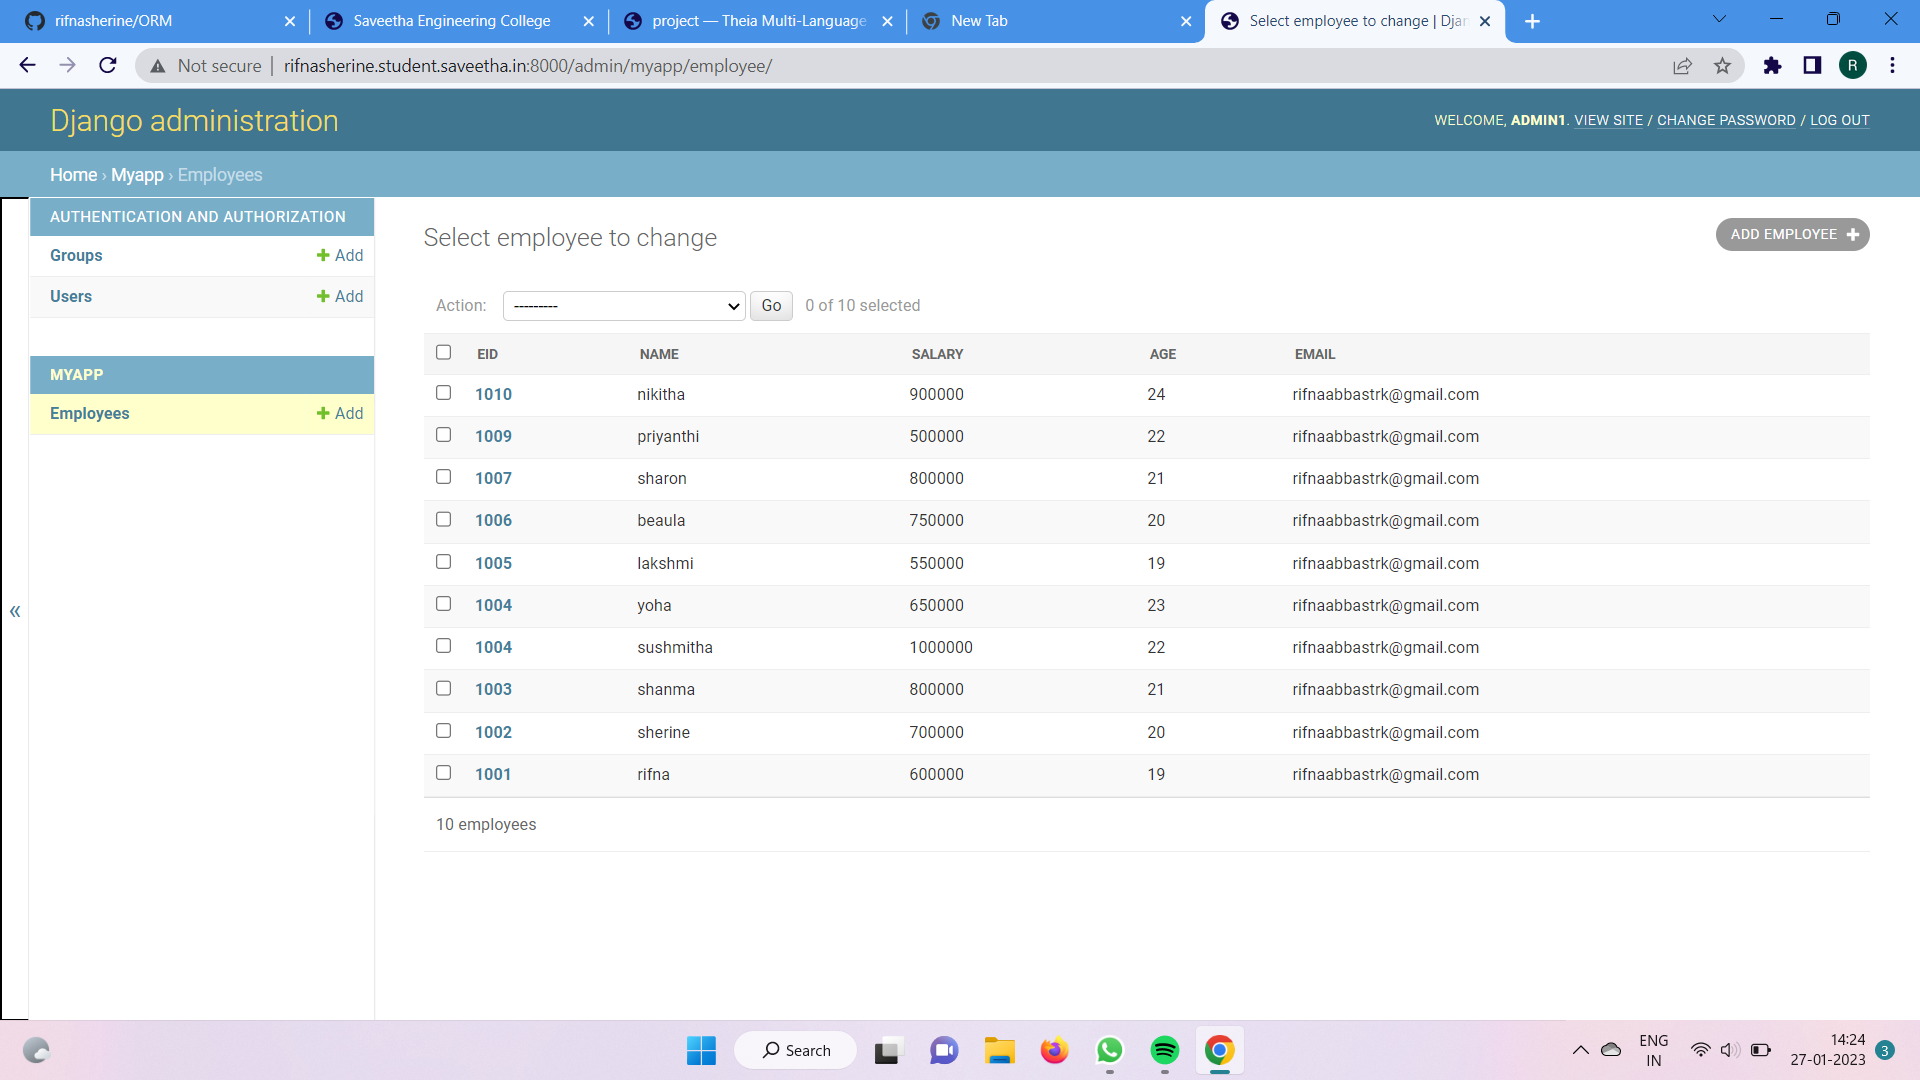 rifnasherine/ORM
Saveetha Engineering College
project — Theia Multi-Language
New Tab
Select employee to change | Djan
Not secure | rifnasherine.student.saveetha.in:8000/admin/myapp/employee/
R
Django administration
WELCOME, ADMIN1. VIEW SITE / CHANGE PASSWORD / LOG OUT
Home › Myapp › Employees
AUTHENTICATION AND AUTHORIZATION
Groups + Add
Users + Add
MYAPP
Employees + Add
«
Select employee to change
ADD EMPLOYEE +
Action: --------- Go 0 of 10 selected
EID NAME SALARY AGE EMAIL
1010 nikitha 900000 24 rifnaabbastrk@gmail.com
1009 priyanthi 500000 22 rifnaabbastrk@gmail.com
1007 sharon 800000 21 rifnaabbastrk@gmail.com
1006 beaula 750000 20 rifnaabbastrk@gmail.com
1005 lakshmi 550000 19 rifnaabbastrk@gmail.com
1004 yoha 650000 23 rifnaabbastrk@gmail.com
1004 sushmitha 1000000 22 rifnaabbastrk@gmail.com
1003 shanma 800000 21 rifnaabbastrk@gmail.com
1002 sherine 700000 20 rifnaabbastrk@gmail.com
1001 rifna 600000 19 rifnaabbastrk@gmail.com
10 employees
Search
ENG
IN
14:24
27-01-2023
3